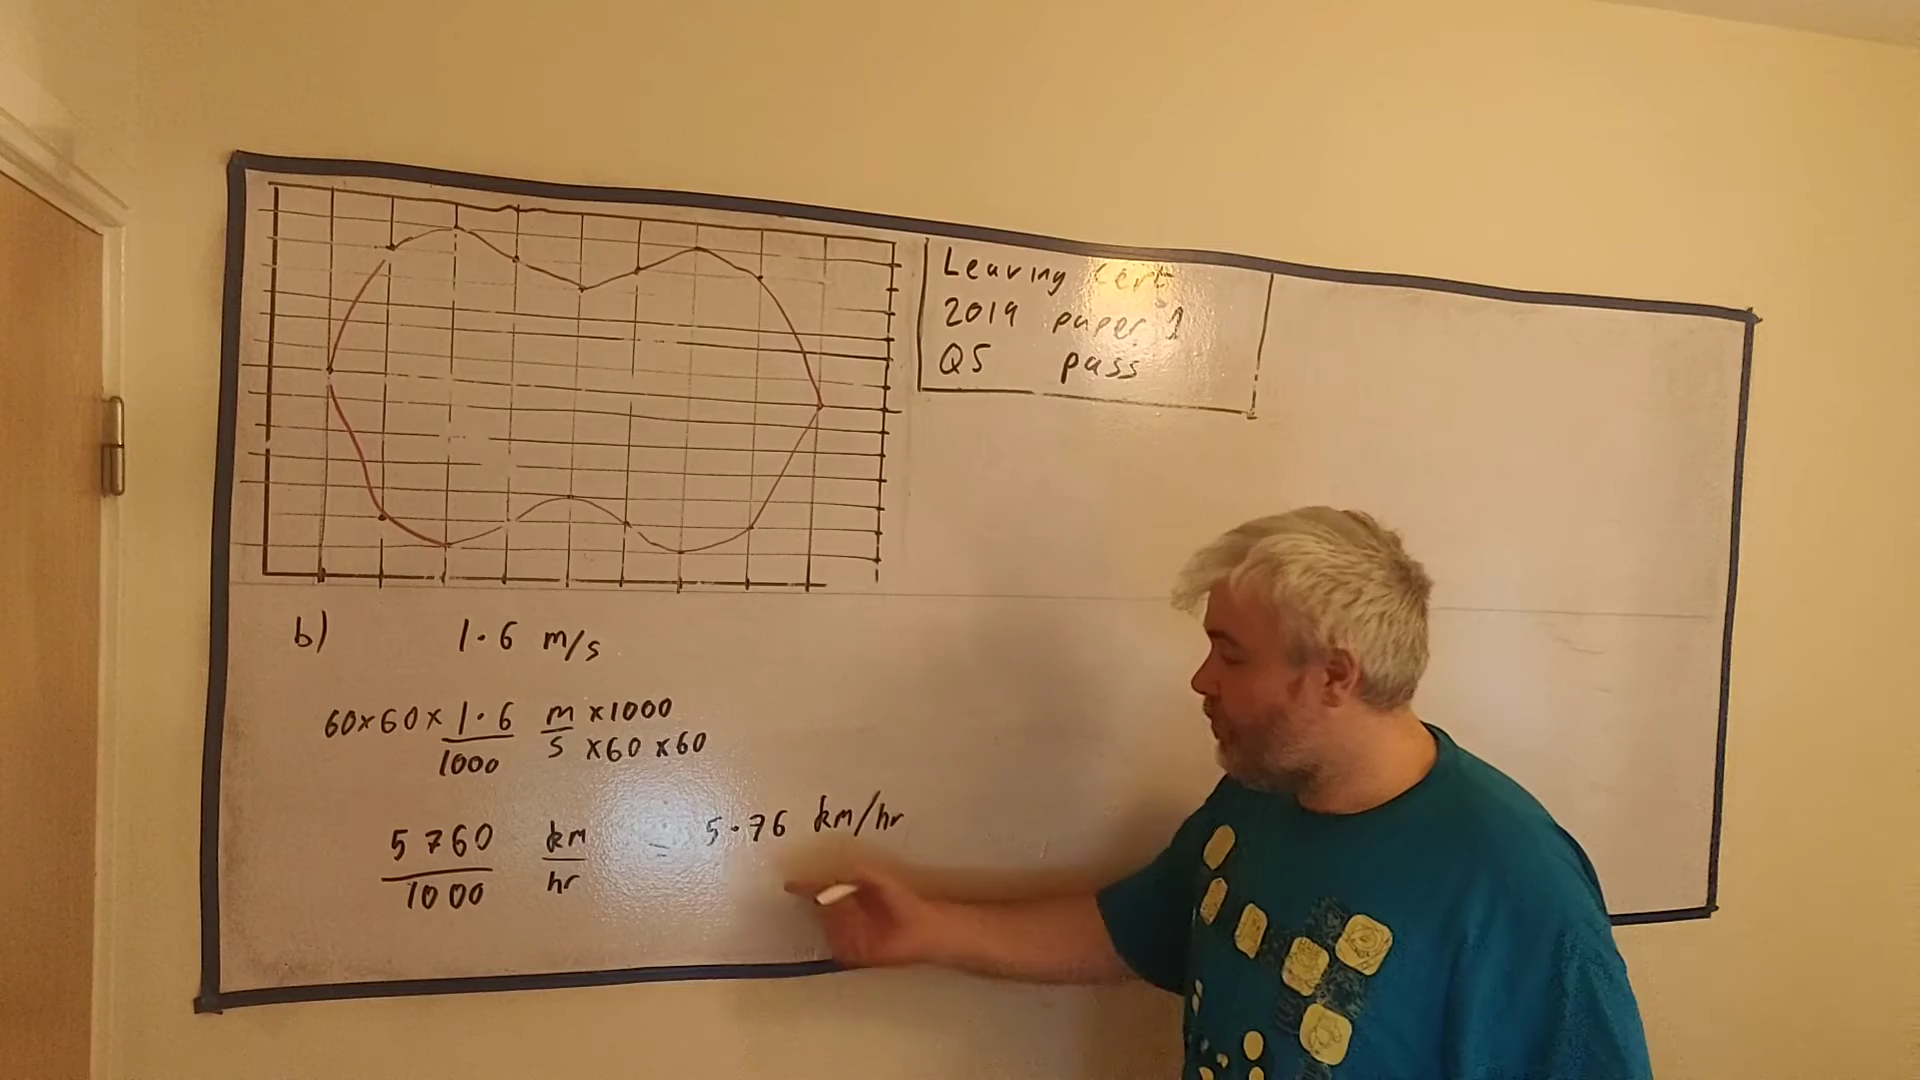 Leaving Cert
2019 paper 1
Q5 pass
b) 1.6 m/s
60×60×1.6 m ×1000
1000 s ×60 ×60
5760 km = 5.76 km/hr
1000 hr